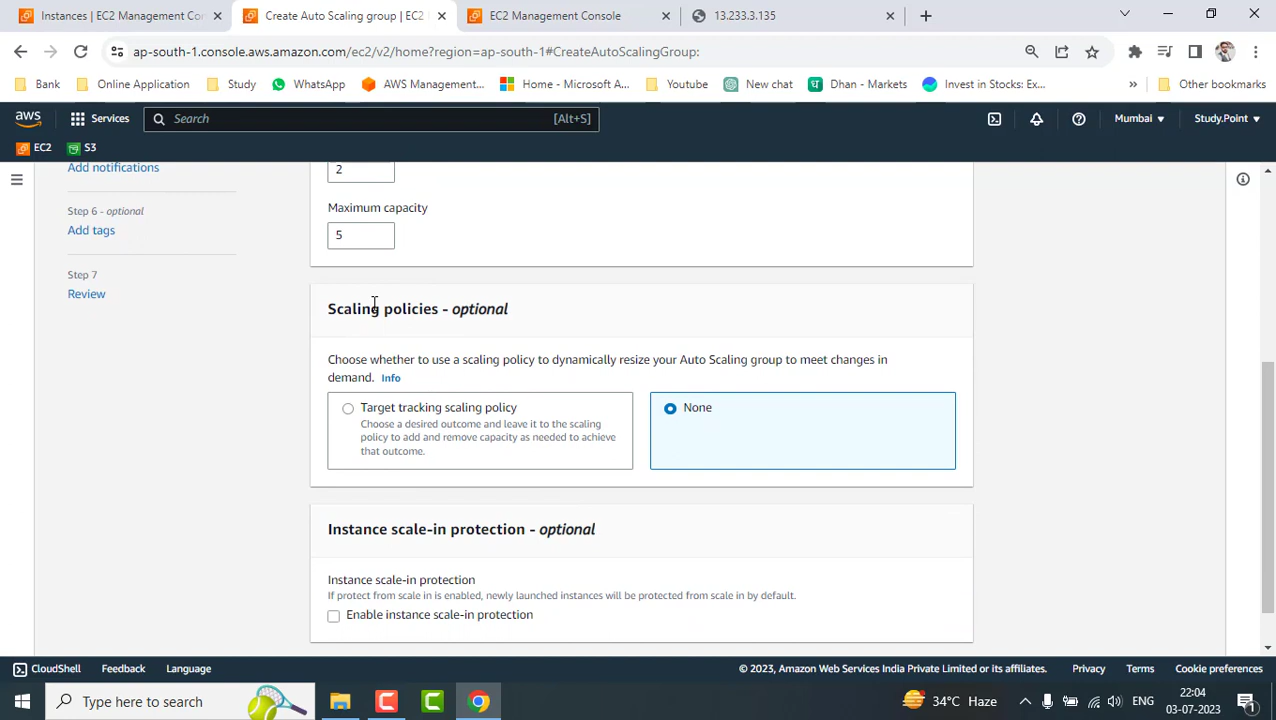 Instances | EC2 Management Con
Create Auto Scaling group | EC2
EC2 Management Console
13.233.3.135
ap-south-1.console.aws.amazon.com/ec2/v2/home?region=ap-south-1#CreateAutoScalingGroup:
Bank
Online Application
Study
WhatsApp
AWS Management...
Home - Microsoft A...
Youtube
New chat
Dhan - Markets
Invest in Stocks: Ex...
»
Other bookmarks
aws
Services
Search
[Alt+S]
Mumbai
Study.Point
EC2
S3
Add notifications
Step 6 - optional
Add tags
Step 7
Review
2
Maximum capacity
5
Scaling policies - optional
Choose whether to use a scaling policy to dynamically resize your Auto Scaling group to meet changes in
demand. Info
Target tracking scaling policy
Choose a desired outcome and leave it to the scaling
policy to add and remove capacity as needed to achieve
that outcome.
None
Instance scale-in protection - optional
Instance scale-in protection
If protect from scale in is enabled, newly launched instances will be protected from scale in by default.
Enable instance scale-in protection
CloudShell
Feedback
Language
© 2023, Amazon Web Services India Private Limited or its affiliates.
Privacy
Terms
Cookie preferences
Type here to search
34°C Haze
ENG
22:04
03-07-2023
1